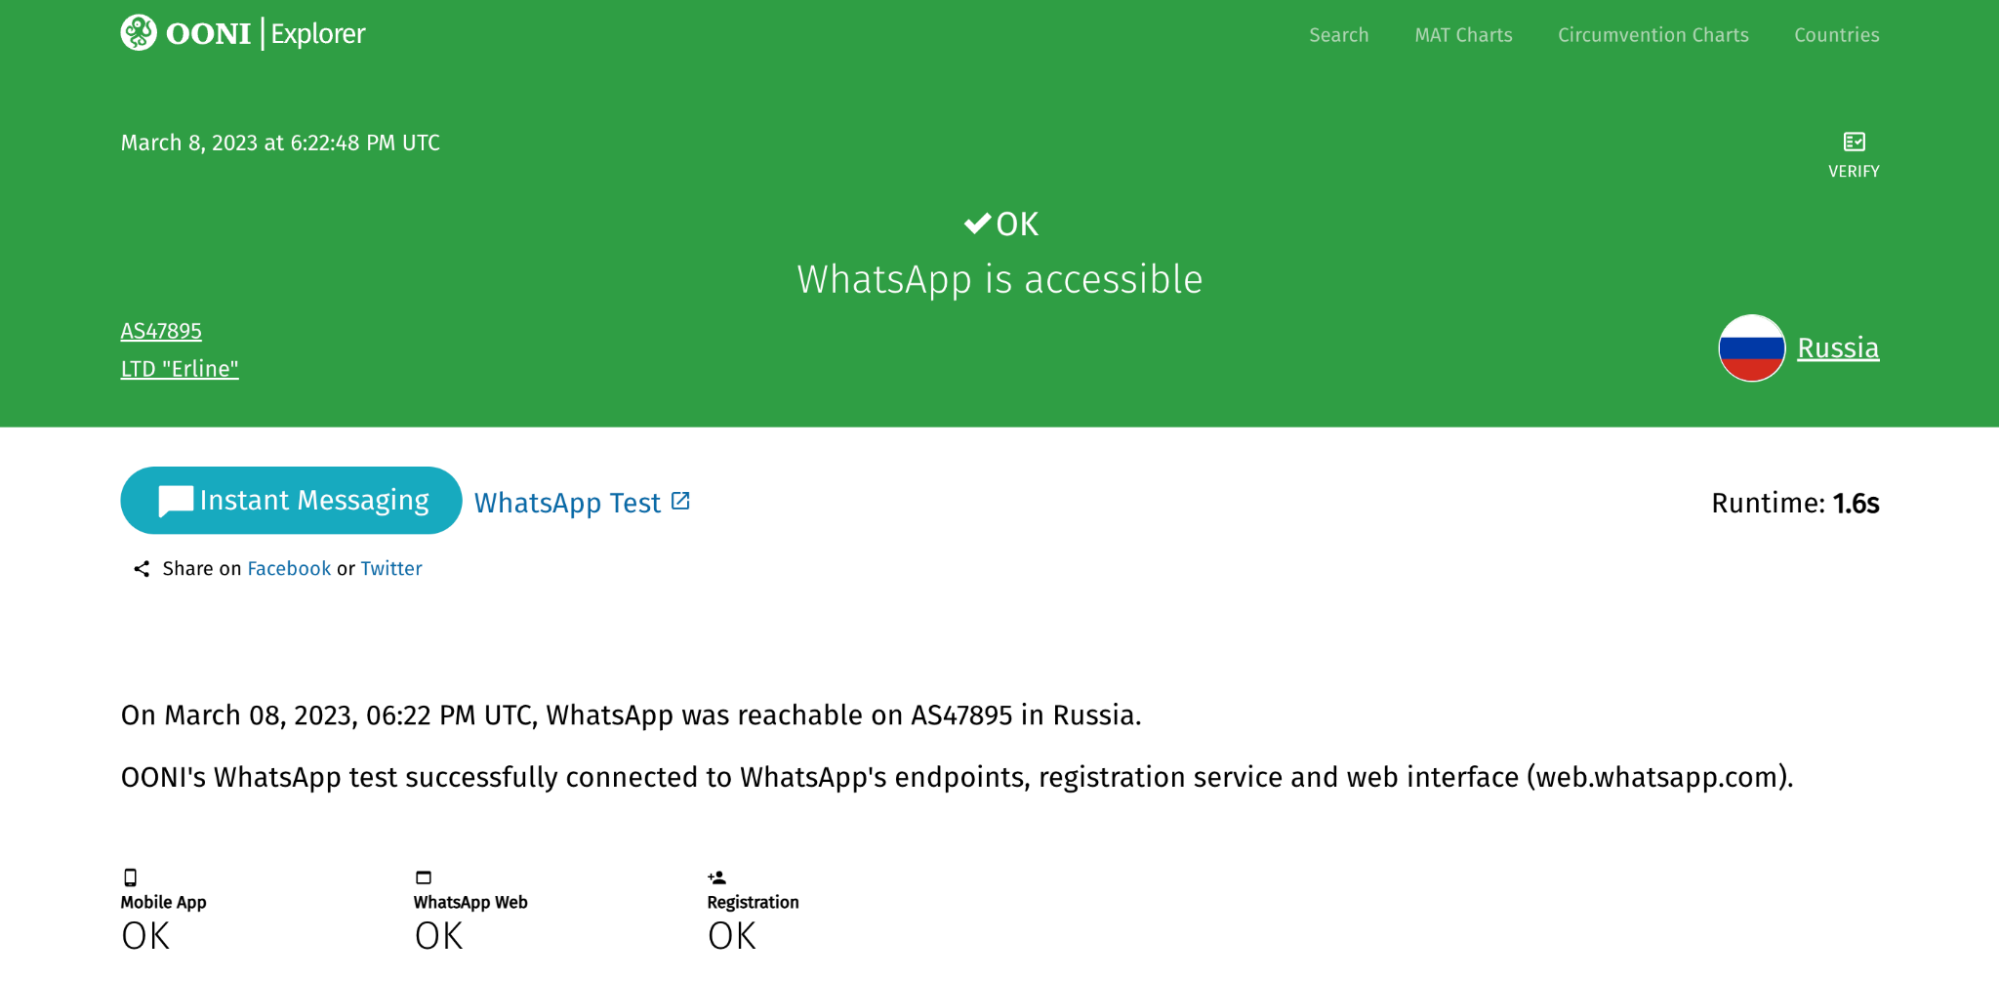 OONI | Explorer
Search MAT Charts Circumvention Charts Countries
March 8, 2023 at 6:22:48 PM UTC
VERIFY
OK
WhatsApp is accessible
AS47895
LTD "Erline"
Russia
Instant Messaging WhatsApp Test Runtime: 1.6s
Share on Facebook or Twitter
On March 08, 2023, 06:22 PM UTC, WhatsApp was reachable on AS47895 in Russia.
OONI's WhatsApp test successfully connected to WhatsApp's endpoints, registration service and web interface (web.whatsapp.com).
Mobile App WhatsApp Web Registration
OK OK OK